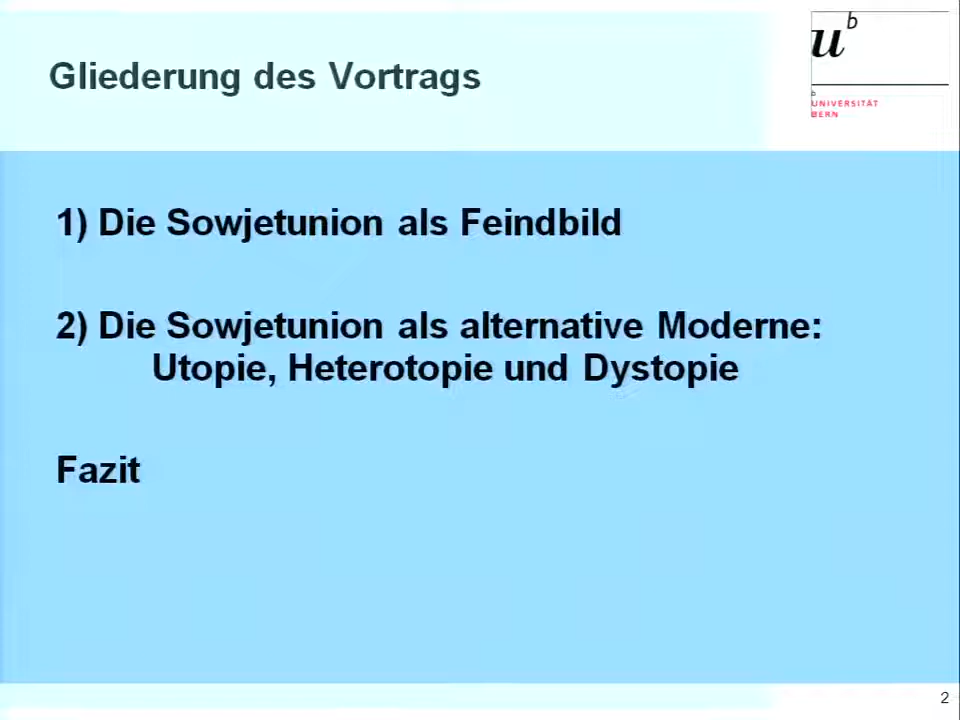 Gliederung des Vortrags
u^b
b
UNIVERSITÄT
BERN
1) Die Sowjetunion als Feindbild
2) Die Sowjetunion als alternative Moderne:
Utopie, Heterotopie und Dystopie
Fazit
2